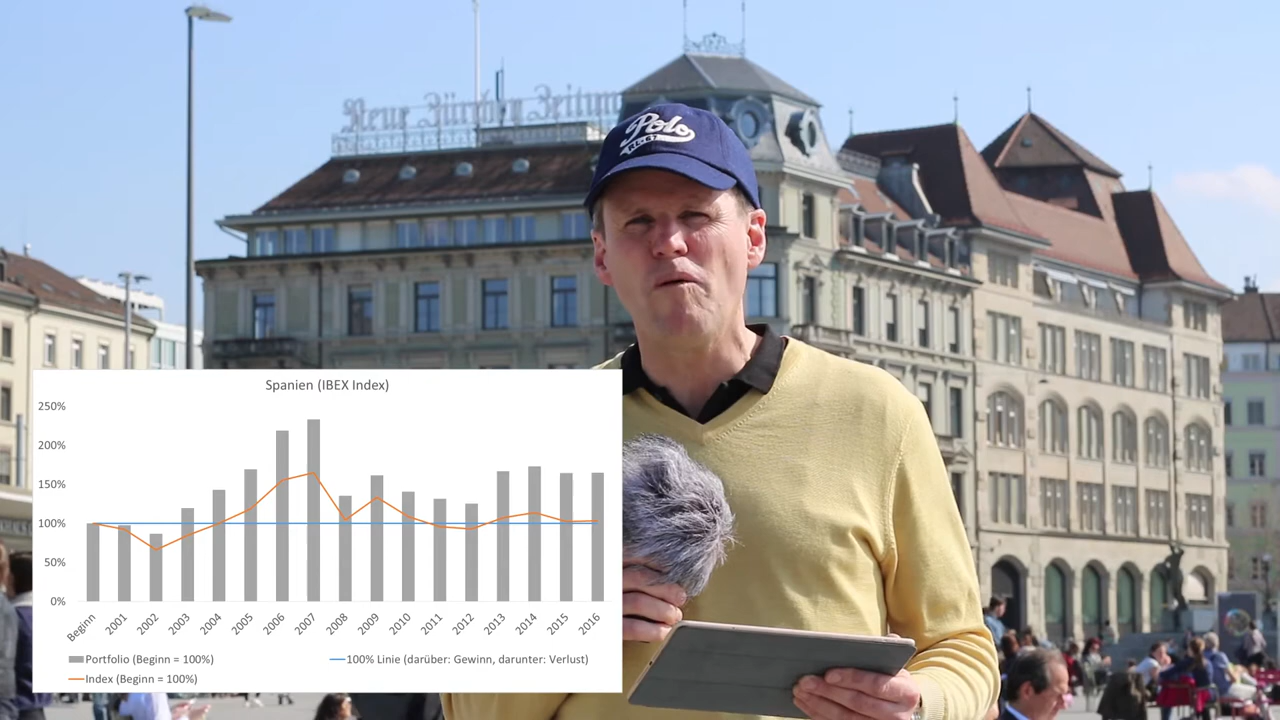 Neue Zürcher Zeitung
Polo
RL-67
Spanien (IBEX Index)
250%
200%
150%
100%
50%
0%
Beginn 2001 2002 2003 2004 2005 2006 2007 2008 2009 2010 2011 2012 2013 2014 2015 2016
Portfolio (Beginn = 100%) 100% Linie (darüber: Gewinn, darunter: Verlust)
Index (Beginn = 100%)